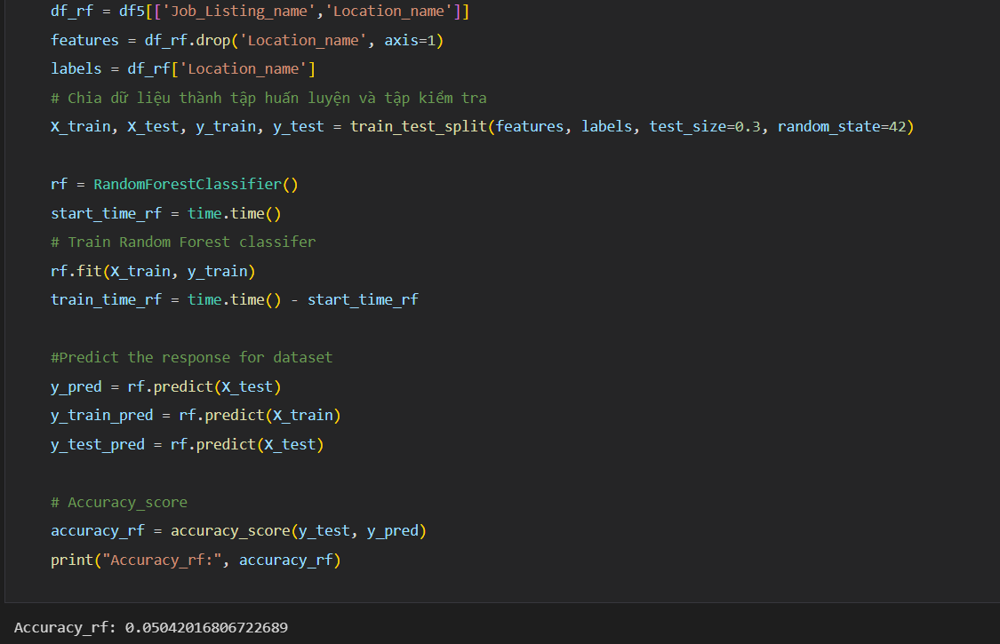 df_rf = df5[['Job_Listing_name','Location_name']]
features = df_rf.drop('Location_name', axis=1)
labels = df_rf['Location_name']
# Chia dữ liệu thành tập huấn luyện và tập kiểm tra
X_train, X_test, y_train, y_test = train_test_split(features, labels, test_size=0.3, random_state=42)
rf = RandomForestClassifier()
start_time_rf = time.time()
# Train Random Forest classifer
rf.fit(X_train, y_train)
train_time_rf = time.time() - start_time_rf
#Predict the response for dataset
y_pred = rf.predict(X_test)
y_train_pred = rf.predict(X_train)
y_test_pred = rf.predict(X_test)
# Accuracy_score
accuracy_rf = accuracy_score(y_test, y_pred)
print("Accuracy_rf:", accuracy_rf)
Accuracy_rf: 0.05042016806722689